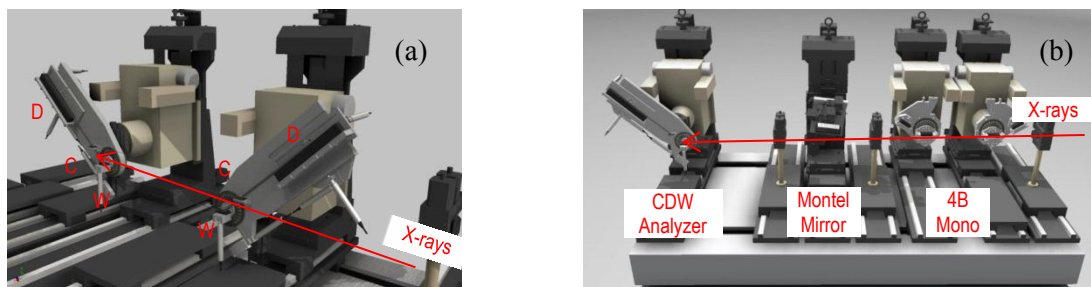 (a)
D
D
C
C
W
W
X-rays
(b)
X-rays
CDW
Analyzer
Montel
Mirror
4B
Mono